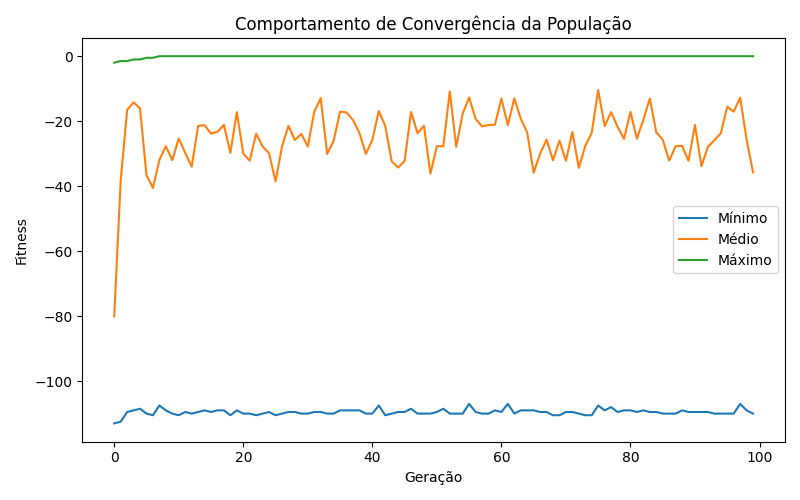 Comportamento de Convergência da População
Fitness
0
−20
−40
−60
−80
−100
0 20 40 60 80 100
Geração
Mínimo
Médio
Máximo